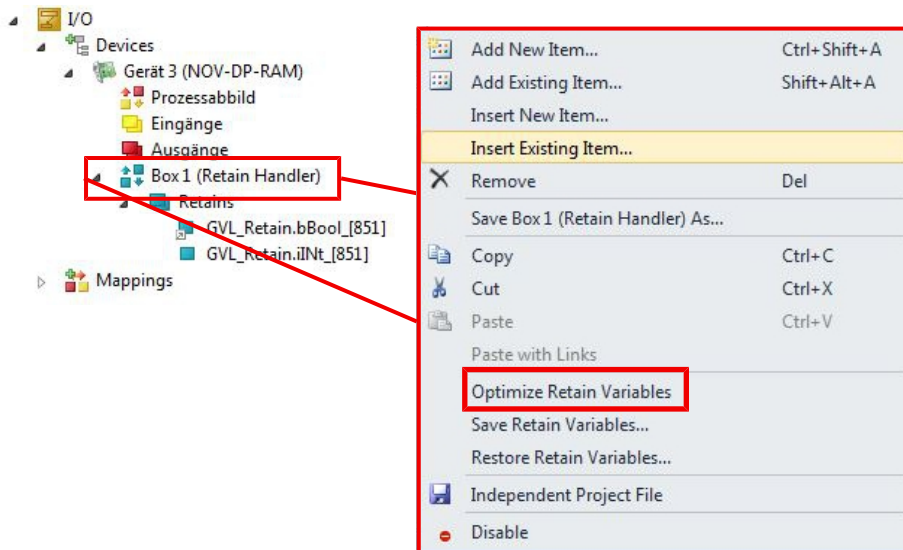 I/O
Devices
Gerät 3 (NOV-DP-RAM)
Prozessabbild
Eingänge
Ausgänge
Box 1 (Retain Handler)
Retains
GVL_Retain.bBool_[851]
GVL_Retain.iINt_[851]
Mappings
Add New Item... Ctrl+Shift+A
Add Existing Item... Shift+Alt+A
Insert New Item...
Insert Existing Item...
Remove Del
Save Box 1 (Retain Handler) As...
Copy Ctrl+C
Cut Ctrl+X
Paste Ctrl+V
Paste with Links
Optimize Retain Variables
Save Retain Variables...
Restore Retain Variables...
Independent Project File
Disable